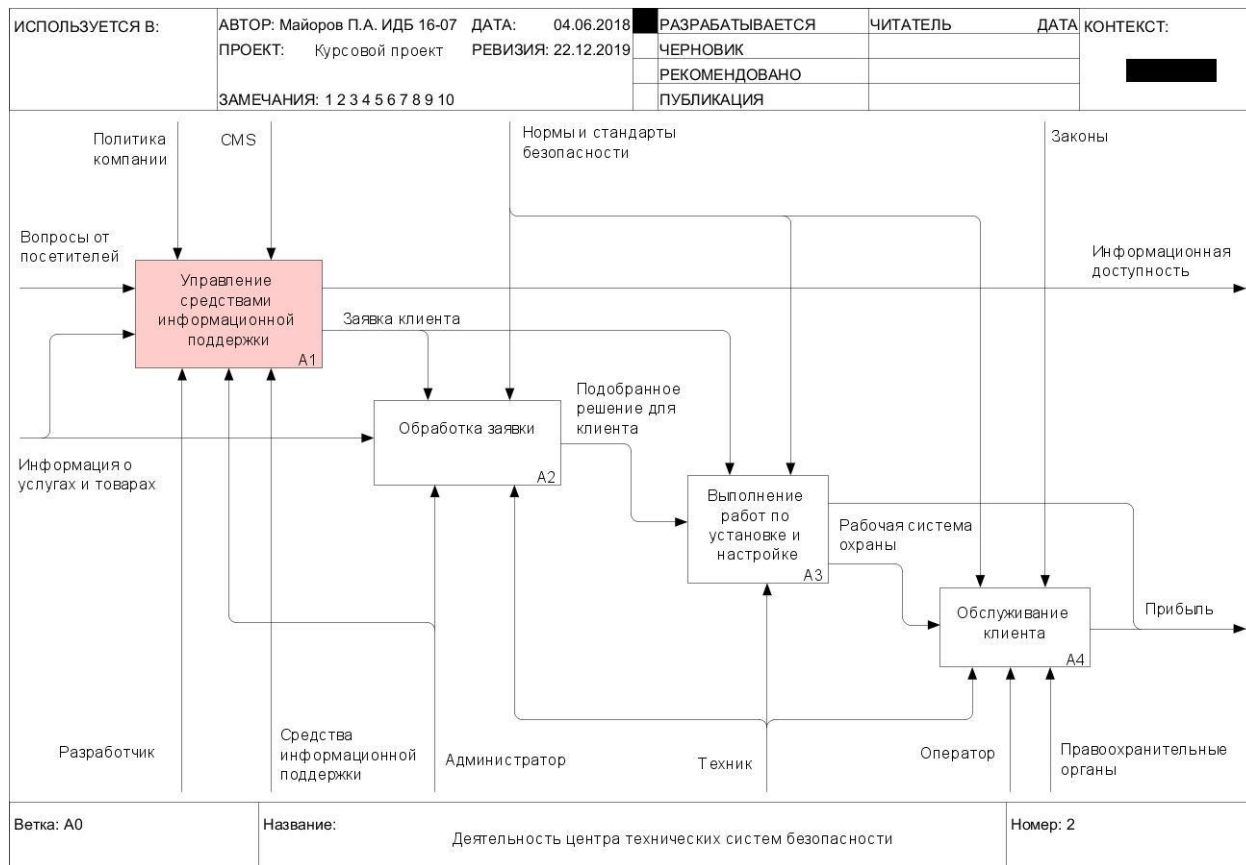 ИСПОЛЬЗУЕТСЯ В:
АВТОР: Майоров П.А. ИДБ 16-07 ДАТА: 04.06.2018
ПРОЕКТ: Курсовой проект РЕВИЗИЯ: 22.12.2019
ЗАМЕЧАНИЯ: 1 2 3 4 5 6 7 8 9 10
РАЗРАБАТЫВАЕТСЯ
ЧЕРНОВИК
РЕКОМЕНДОВАНО
ПУБЛИКАЦИЯ
ЧИТАТЕЛЬ ДАТА
КОНТЕКСТ:
Политика
компании
CMS
Нормы и стандарты
безопасности
Законы
Вопросы от
посетителей
Управление
средствами
информационной
поддержки
A1
Информационная
доступность
Заявка клиента
Обработка заявки
A2
Подобранное
решение для
клиента
Информация о
услугах и товарах
Выполнение
работ по
установке и
настройке
A3
Рабочая система
охраны
Обслуживание
клиента
A4
Прибыль
Разработчик
Средства
информационной
поддержки
Администратор
Техник
Оператор
Правоохранительные
органы
Ветка: A0
Название:
Деятельность центра технических систем безопасности
Номер: 2